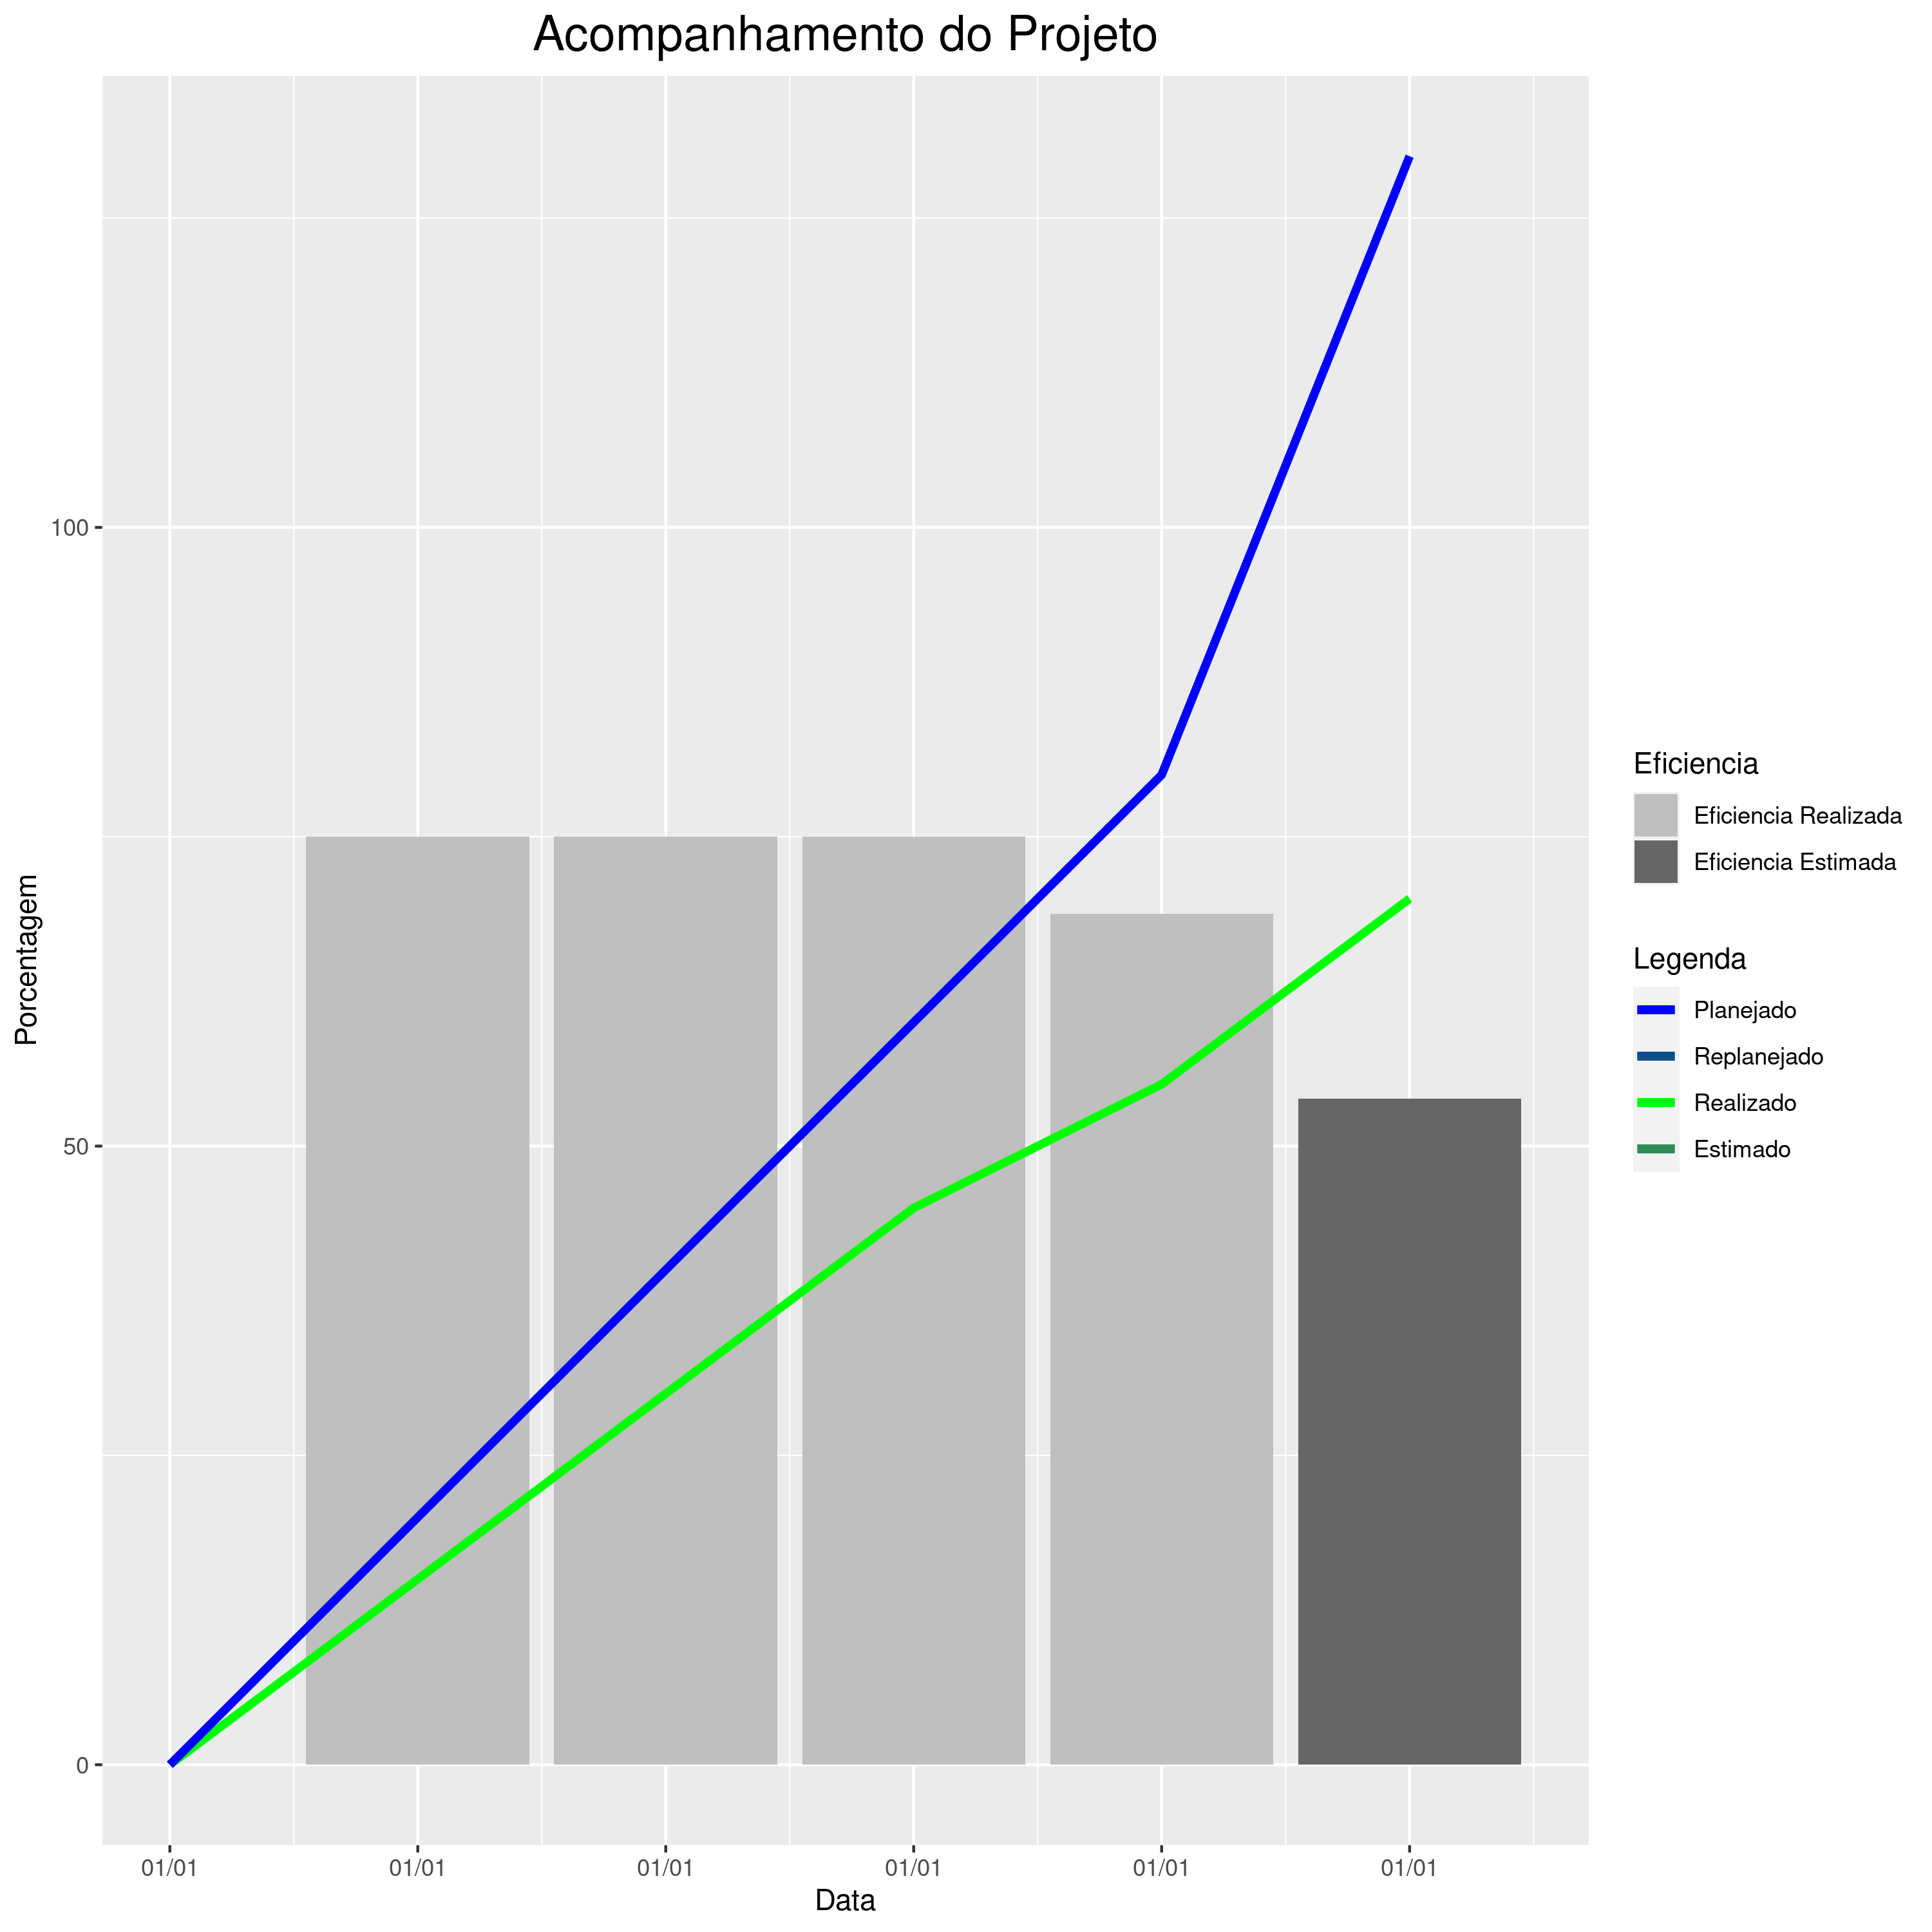 Acompanhamento do Projeto
Porcentagem
100
50
0
01/01 01/01 01/01 01/01 01/01 01/01
Data
Eficiencia
Eficiencia Realizada
Eficiencia Estimada
Legenda
Planejado
Replanejado
Realizado
Estimado